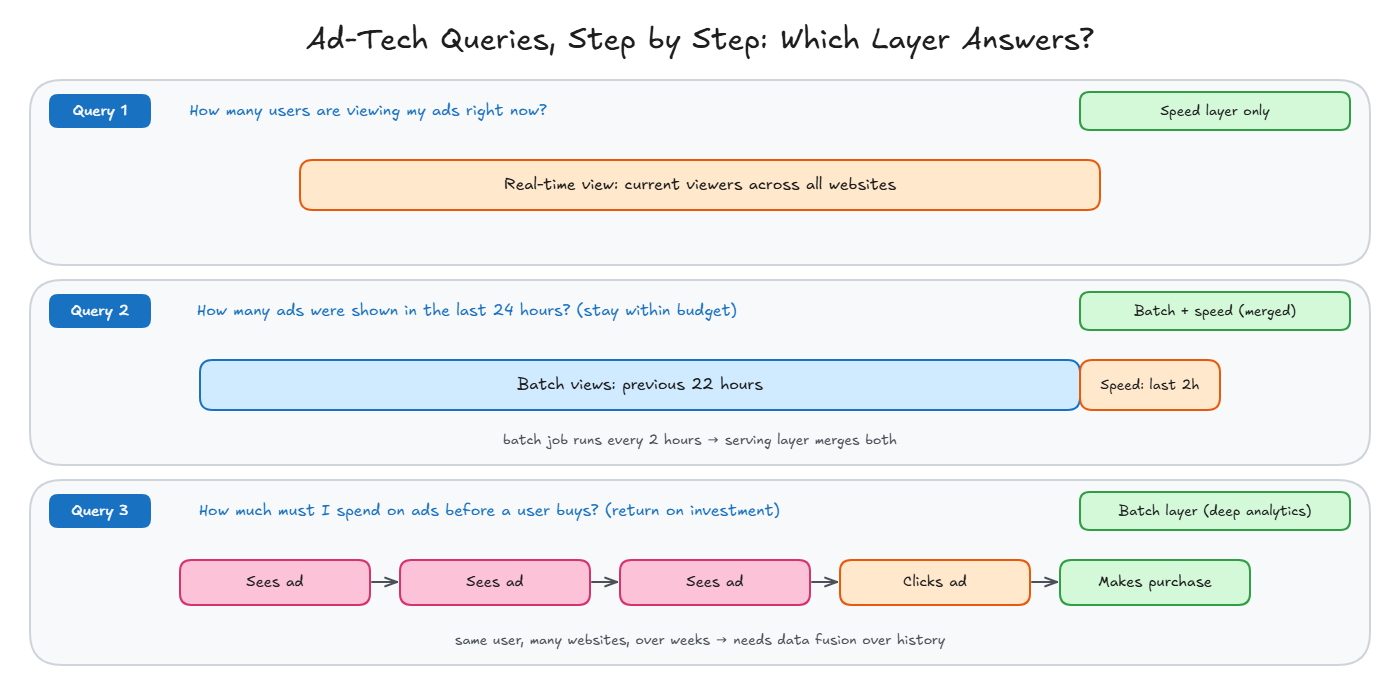 Ad-Tech Queries, Step by Step: Which Layer Answers?
Query 1
How many users are viewing my ads right now?
Speed layer only
Real-time view: current viewers across all websites
Query 2
How many ads were shown in the last 24 hours? (stay within budget)
Batch + speed (merged)
Batch views: previous 22 hours
Speed: last 2h
batch job runs every 2 hours → serving layer merges both
Query 3
How much must I spend on ads before a user buys? (return on investment)
Batch layer (deep analytics)
Sees ad
Sees ad
Sees ad
Clicks ad
Makes purchase
same user, many websites, over weeks → needs data fusion over history